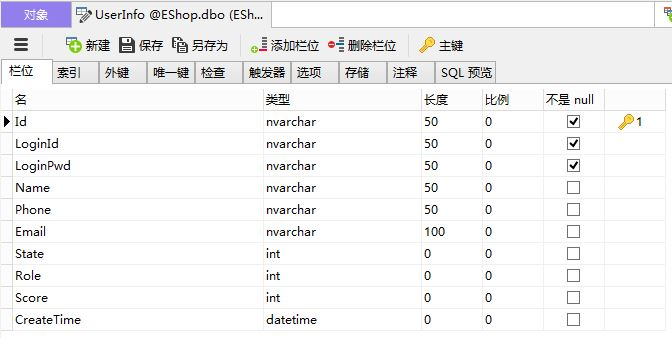 对象 UserInfo @EShop.dbo (ESh...
新建 保存 另存为 添加栏位 删除栏位 主键
栏位 索引 外键 唯一键 检查 触发器 选项 存储 注释 SQL 预览
名 类型 长度 比例 不是 null
Id nvarchar 50 0 1
LoginId nvarchar 50 0
LoginPwd nvarchar 50 0
Name nvarchar 50 0
Phone nvarchar 50 0
Email nvarchar 100 0
State int 0 0
Role int 0 0
Score int 0 0
CreateTime datetime 0 0